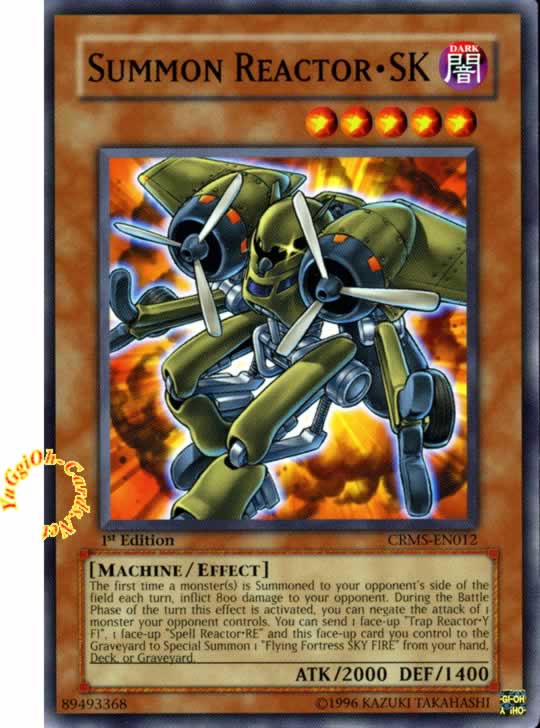 SUMMON REACTOR・SK
DARK
闇
YuGgiOh-Cards.Net
1st Edition
CRMS-EN012
[MACHINE/EFFECT]
The first time a monster(s) is Summoned to your opponent's side of the
field each turn, inflict 800 damage to your opponent. During the Battle
Phase of the turn this effect is activated, you can negate the attack of 1
monster your opponent controls. You can send 1 face-up "Trap Reactor・Y
FI", 1 face-up "Spell Reactor・RE" and this face-up card you control to the
Graveyard to Special Summon 1 "Flying Fortress SKY FIRE" from your hand,
Deck, or Graveyard.
ATK/2000 DEF/1400
89493368
©1996 KAZUKI TAKAHASHI